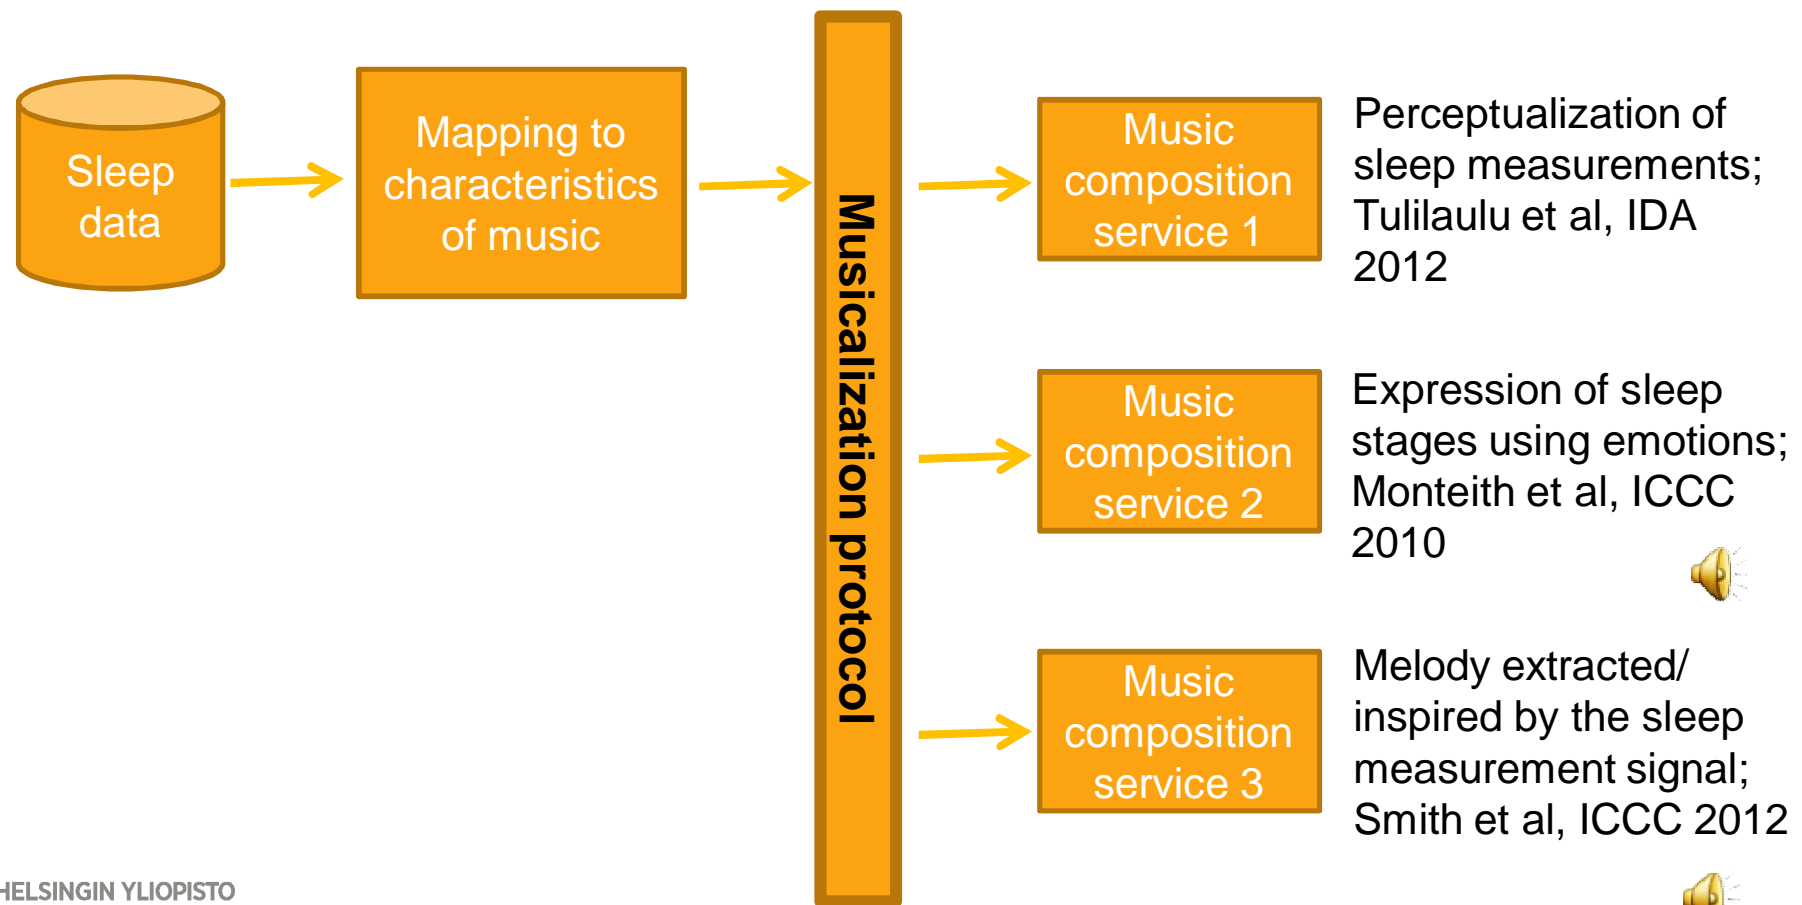 Sleep
data
Mapping to
characteristics
of music
Musicalization protocol
Music
composition
service 1
Perceptualization of
sleep measurements;
Tulilaulu et al, IDA
2012
Music
composition
service 2
Expression of sleep
stages using emotions;
Monteith et al, ICCC
2010
Music
composition
service 3
Melody extracted/
inspired by the sleep
measurement signal;
Smith et al, ICCC 2012
HELSINGIN YLIOPISTO